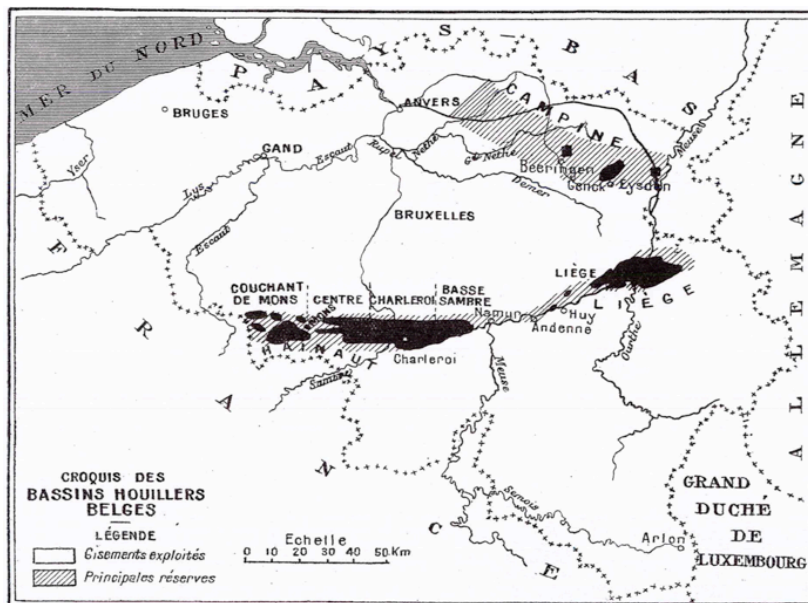 MER DU NORD
PAYS-BAS
ALLEMAGNE
FRANCE
GRAND
DUCHÉ
DE
LUXEMBOURG
BRUGES
GAND
ANVERS
BRUXELLES
CAMPINE
Beeringen
Genck
Eysden
Yser
Lys
Escaut
Escaut
Rupel
Nethe
Gde Nethe
Demer
Meuse
COUCHANT
DE MONS
CENTRE
CHARLEROI
BASSE
SAMBRE
MONS
HAINAUT
Charleroi
Sambre
Namur
Andenne
Huy
LIÈGE
LIÈGE
Ourthe
Meuse
Semois
Arlon
CROQUIS DES
BASSINS HOUILLERS
BELGES
LÉGENDE
Gisements exploités
Principales réserves
Echelle
0 10 20 30 40 50 Km